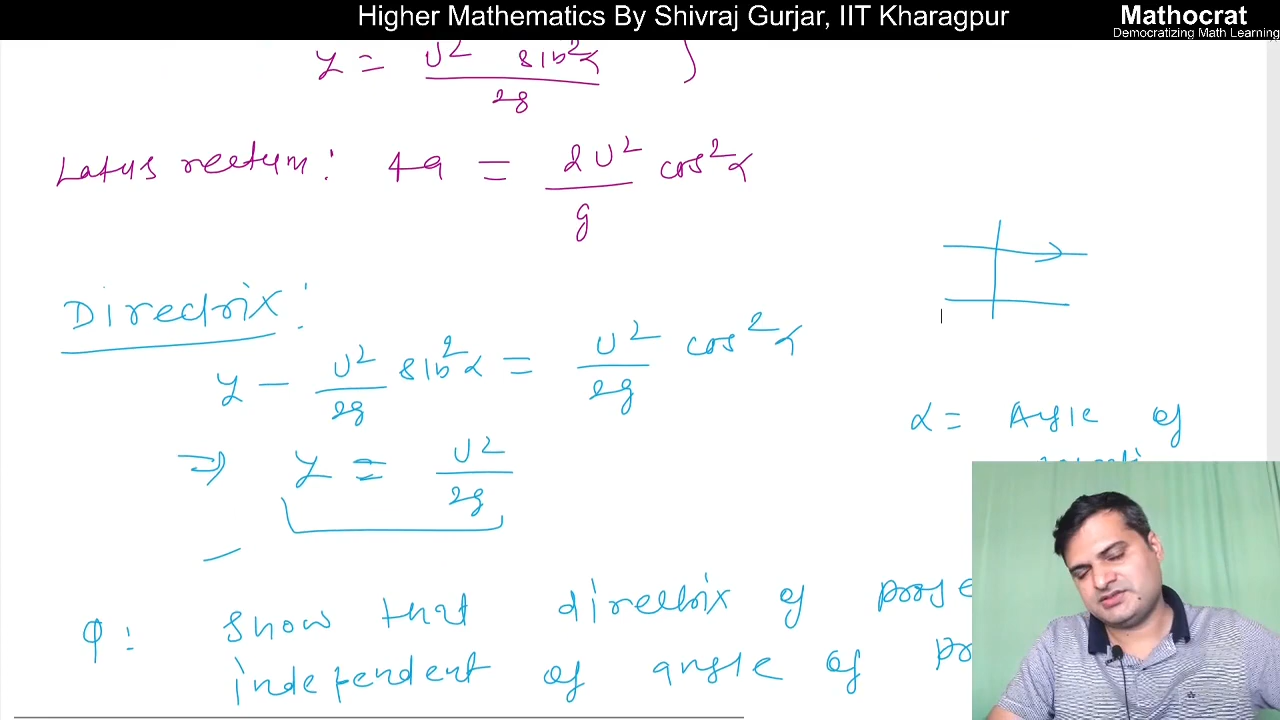 Higher Mathematics By Shivraj Gurjar, IIT Kharagpur
Mathocrat
Democratizing Math Learning
y = U² sin²α / 2g )
Latus rectum: 4a = 2U² / g cos²α
Directrix:
y - U² / 2g sin²α = U² / 2g cos²α
⇒ y = U² / 2g
α = Angle of
Q: Show that directrix of
independent of angle of